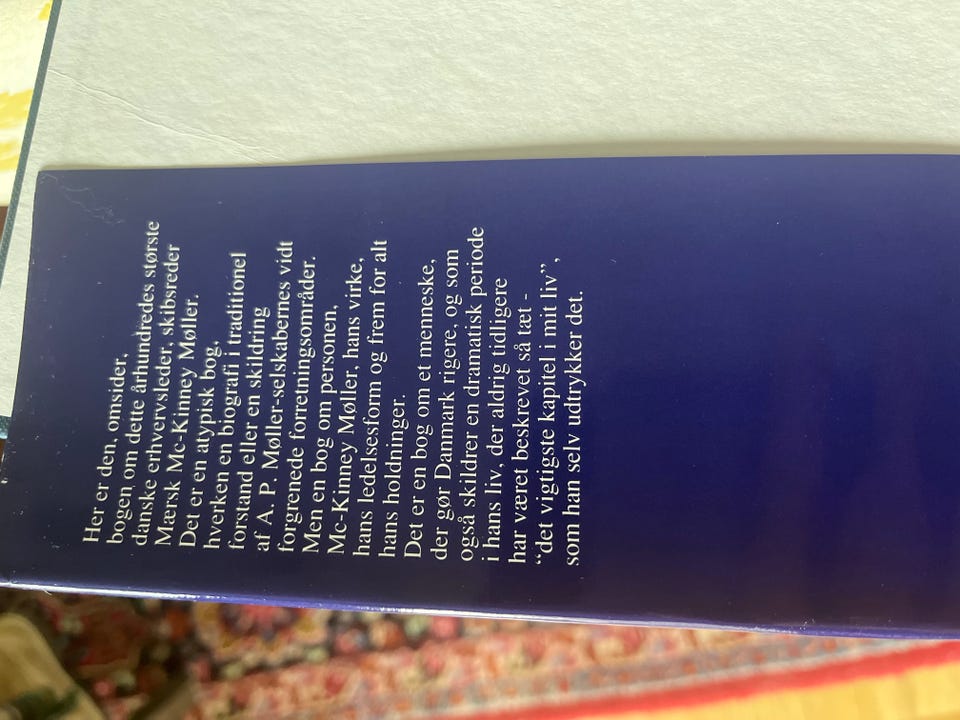 Her er den, omsider,
bogen om dette århundredes største
danske erhvervsleder, skibsreder
Mærsk Mc-Kinney Møller.
Det er en atypisk bog,
hverken en biografi i traditionel
forstand eller en skildring
af A. P. Møller-selskabernes vidt
forgrenede forretningsområder.
Men en bog om personen,
Mc-Kinney Møller, hans virke,
hans ledelsesform og frem for alt
hans holdninger.
Det er en bog om et menneske,
der gør Danmark rigere, og som
også skildrer en dramatisk periode
i hans liv, der aldrig tidligere
har været beskrevet så tæt -
“det vigtigste kapitel i mit liv”,
som han selv udtrykker det.